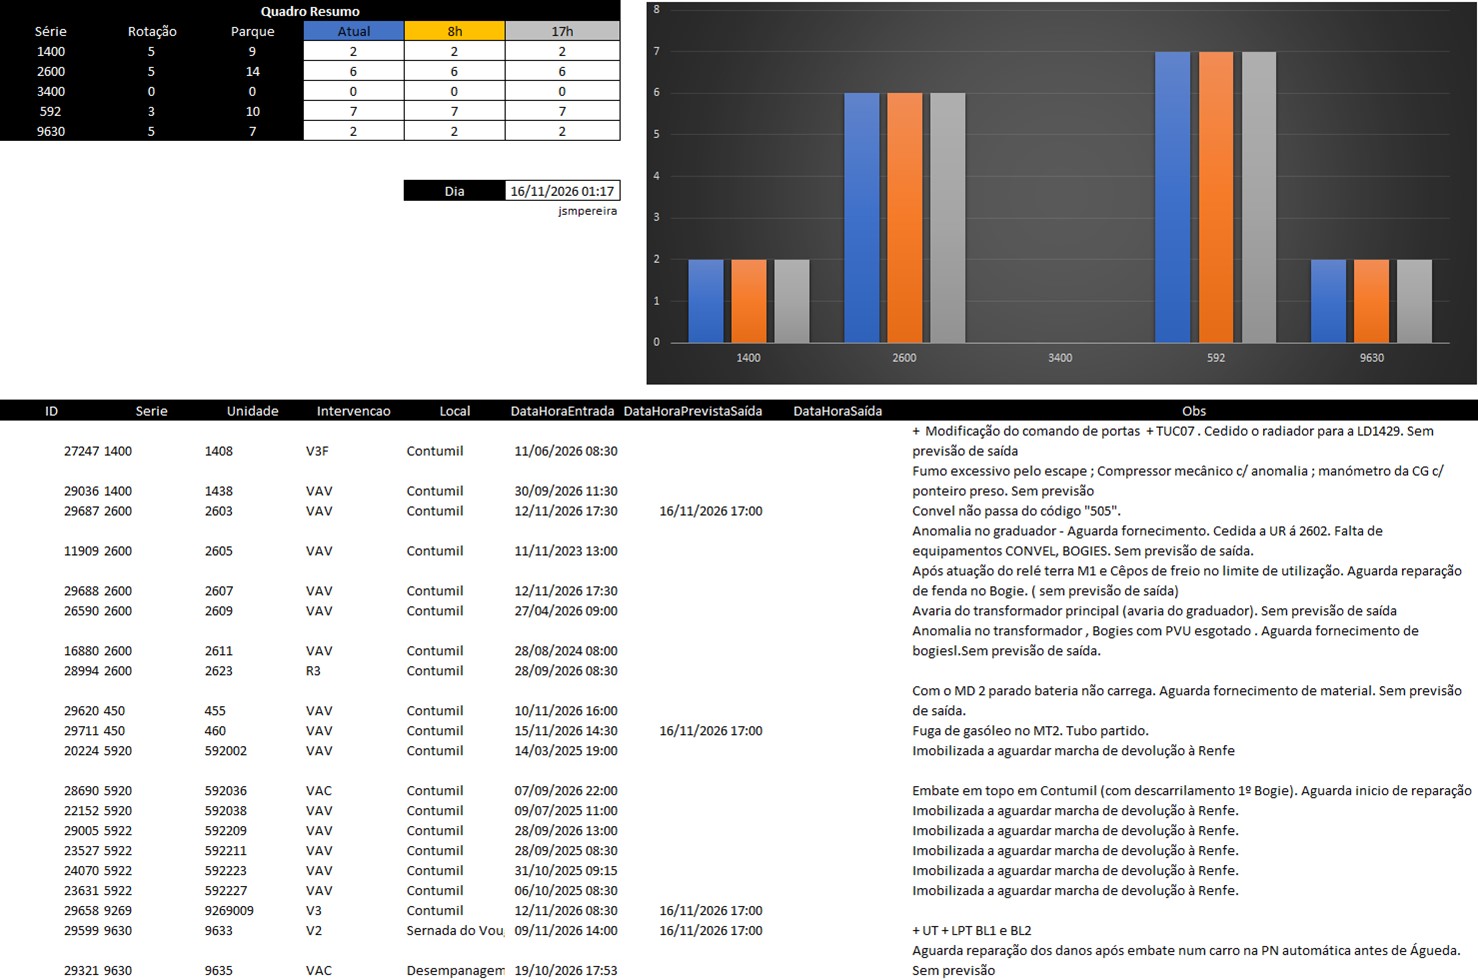 Quadro Resumo
Série Rotação Parque Atual 8h 17h
1400 5 9 2 2 2
2600 5 14 6 6 6
3400 0 0 0 0 0
592 3 10 7 7 7
9630 5 7 2 2 2
Dia 16/11/2026 01:17
jsmpereira
8
7
6
5
4
3
2
1
0
1400 2600 3400 592 9630
ID Serie Unidade Intervencao Local DataHoraEntrada DataHoraPrevistaSaída DataHoraSaída Obs
+ Modificação do comando de portas + TUC07 . Cedido o radiador para a LD1429. Sem
27247 1400 1408 V3F Contumil 11/06/2026 08:30 previsão de saída
Fumo excessivo pelo escape ; Compressor mecânico c/ anomalia ; manómetro da CG c/
29036 1400 1438 VAV Contumil 30/09/2026 11:30 ponteiro preso. Sem previsão
29687 2600 2603 VAV Contumil 12/11/2026 17:30 16/11/2026 17:00 Convel não passa do código "505".
Anomalia no graduador - Aguarda fornecimento. Cedida a UR á 2602. Falta de
11909 2600 2605 VAV Contumil 11/11/2023 13:00 equipamentos CONVEL, BOGIES. Sem previsão de saída.
Após atuação do relé terra M1 e Cêpos de freio no limite de utilização. Aguarda reparação
29688 2600 2607 VAV Contumil 12/11/2026 17:30 de fenda no Bogie. ( sem previsão de saída)
26590 2600 2609 VAV Contumil 27/04/2026 09:00 Avaria do transformador principal (avaria do graduador). Sem previsão de saída
Anomalia no transformador , Bogies com PVU esgotado . Aguarda fornecimento de
16880 2600 2611 VAV Contumil 28/08/2024 08:00 bogiesl.Sem previsão de saída.
28994 2600 2623 R3 Contumil 28/09/2026 08:30
Com o MD 2 parado bateria não carrega. Aguarda fornecimento de material. Sem previsão
29620 450 455 VAV Contumil 10/11/2026 16:00 de saída.
29711 450 460 VAV Contumil 15/11/2026 14:30 16/11/2026 17:00 Fuga de gasóleo no MT2. Tubo partido.
20224 5920 592002 VAV Contumil 14/03/2025 19:00 Imobilizada a aguardar marcha de devolução à Renfe
28690 5920 592036 VAC Contumil 07/09/2026 22:00 Embate em topo em Contumil (com descarrilamento 1º Bogie). Aguarda inicio de reparação
22152 5920 592038 VAV Contumil 09/07/2025 11:00 Imobilizada a aguardar marcha de devolução à Renfe.
29005 5922 592209 VAV Contumil 28/09/2026 13:00 Imobilizada a aguardar marcha de devolução à Renfe.
23527 5922 592211 VAV Contumil 28/09/2025 08:30 Imobilizada a aguardar marcha de devolução à Renfe.
24070 5922 592223 VAV Contumil 31/10/2025 09:15 Imobilizada a aguardar marcha de devolução à Renfe.
23631 5922 592227 VAV Contumil 06/10/2025 08:30 Imobilizada a aguardar marcha de devolução à Renfe.
29658 9269 9269009 V3 Contumil 12/11/2026 08:30 16/11/2026 17:00
29599 9630 9633 V2 Sernada do Vou 09/11/2026 14:00 16/11/2026 17:00 + UT + LPT BL1 e BL2
Aguarda reparação dos danos após embate num carro na PN automática antes de Águeda.
29321 9630 9635 VAC Desempanagem 19/10/2026 17:53 Sem previsão